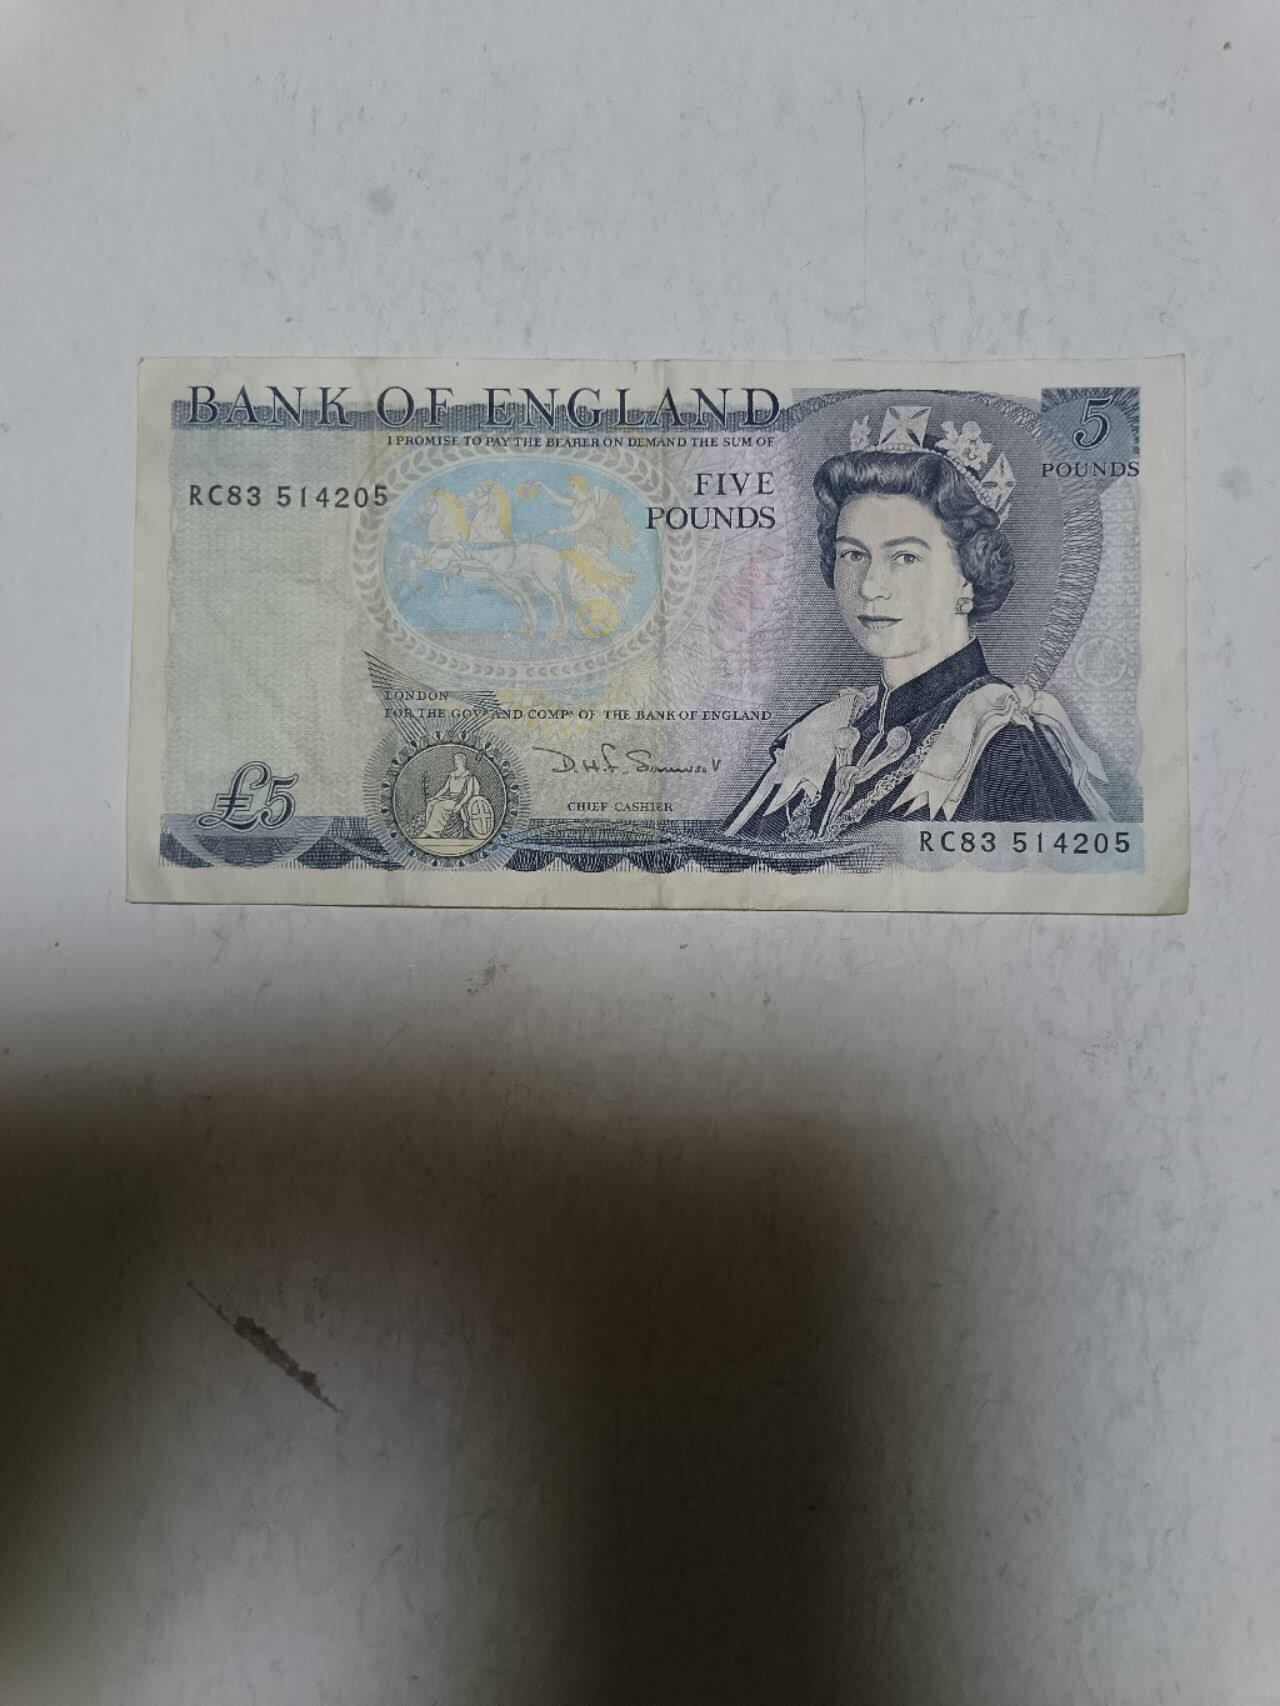 BANK OF ENGLAND
I PROMISE TO PAY THE BEARER ON DEMAND THE SUM OF
5
POUNDS
RC83 514205
FIVE
POUNDS
LONDON
FOR THE GOVR AND COMPA OF THE BANK OF ENGLAND
£5
CHIEF CASHIER
RC83 514205